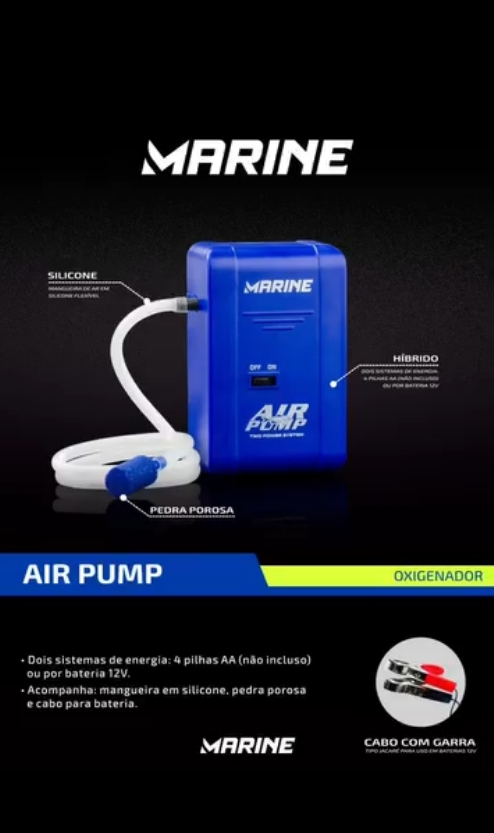 MARINE
SILICONE
MANGUEIRA DE AR EM
SILICONE FLEXÍVEL
MARINE
HÍBRIDO
DOIS SISTEMAS DE ENERGIA:
4 PILHAS AA (NÃO INCLUSO)
OU POR BATERIA 12V
OFF ON
AIR
PUMP
TWO POWER SYSTEM
PEDRA POROSA
AIR PUMP
OXIGENADOR
• Dois sistemas de energia: 4 pilhas AA (não incluso)
ou por bateria 12V.
• Acompanha: mangueira em silicone, pedra porosa
e cabo para bateria.
MARINE
CABO COM GARRA
TIPO JACARÉ PARA USO EM BATERIAS 12V